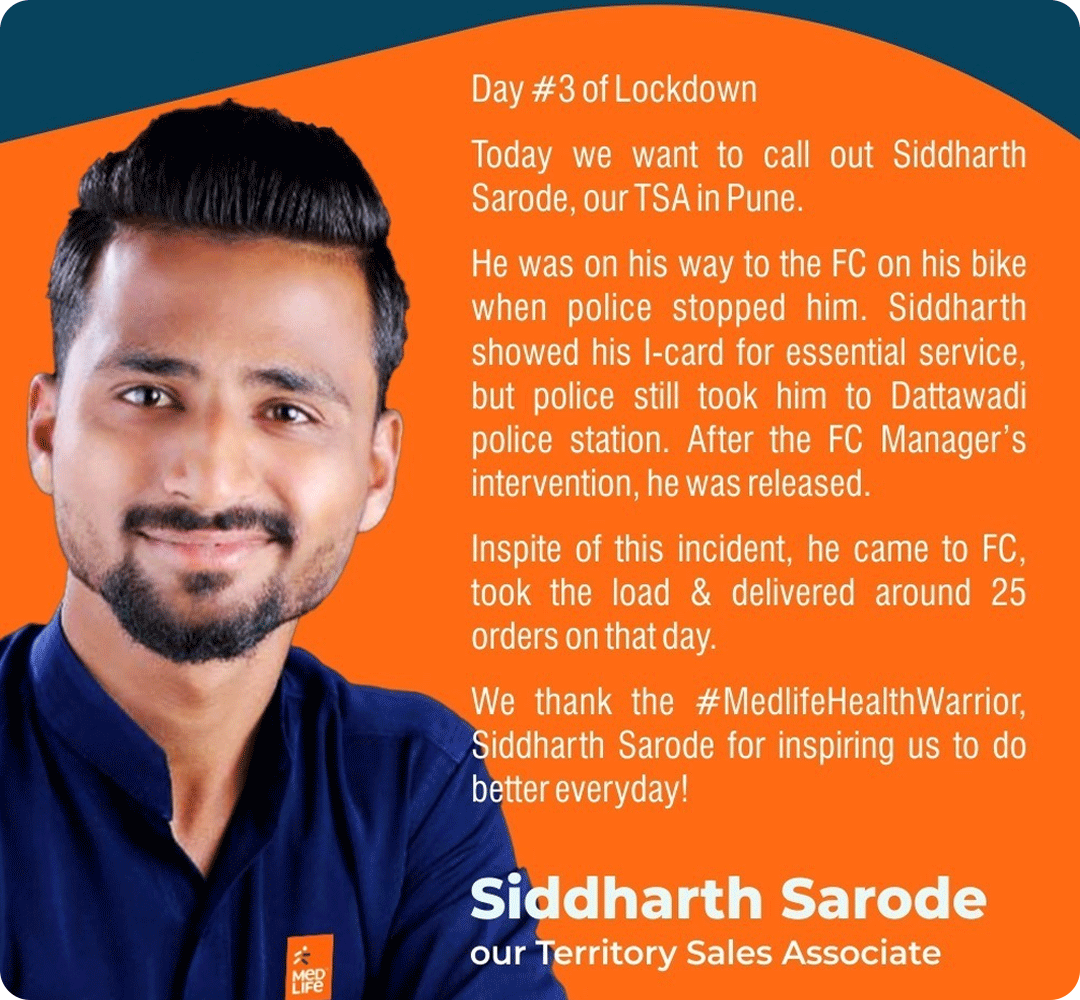 Day #3 of Lockdown
Today we want to call out Siddharth
Sarode, our TSA in Pune.
He was on his way to the FC on his bike
when police stopped him. Siddharth
showed his I-card for essential service,
but police still took him to Dattawadi
police station. After the FC Manager's
intervention, he was released.
Inspite of this incident, he came to FC,
took the load & delivered around 25
orders on that day.
We thank the #MedlifeHealthWarrior,
Siddharth Sarode for inspiring us to do
better everyday!
Siddharth Sarode
our Territory Sales Associate
MED
LIFE